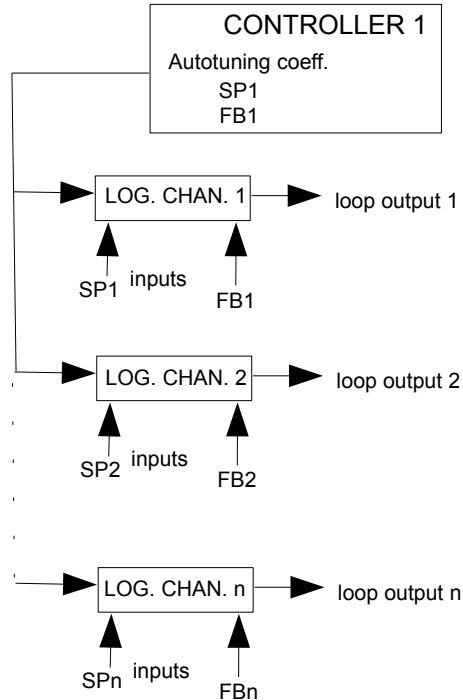 CONTROLLER 1
Autotuning coeff.
SP1
FB1
LOG. CHAN. 1
loop output 1
SP1 inputs FB1
LOG. CHAN. 2
loop output 2
SP2 inputs FB2
LOG. CHAN. n
loop output n
SPn inputs FBn